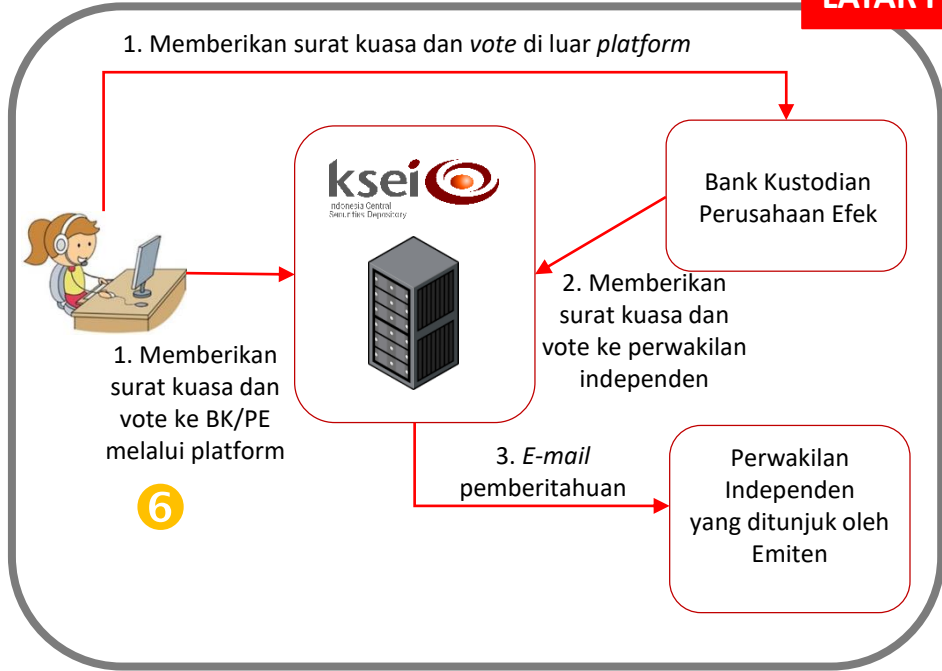 1. Memberikan surat kuasa dan vote di luar platform
ksei
Indonesia Central
Securities Depository
Bank Kustodian
Perusahaan Efek
2. Memberikan
surat kuasa dan
vote ke perwakilan
independen
1. Memberikan
surat kuasa dan
vote ke BK/PE
melalui platform
6
3. E-mail
pemberitahuan
Perwakilan
Independen
yang ditunjuk oleh
Emiten